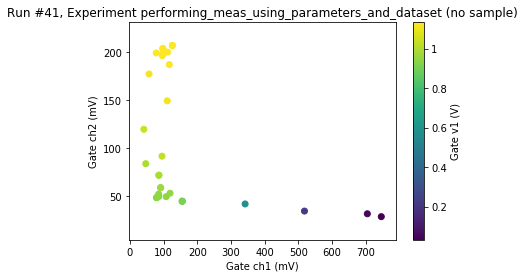 Run #41, Experiment performing_meas_using_parameters_and_dataset (no sample)
200
150
100
50
Gate ch2 (mV)
0 100 200 300 400 500 600 700
Gate ch1 (mV)
1
0.8
0.6
0.4
0.2
Gate v1 (V)